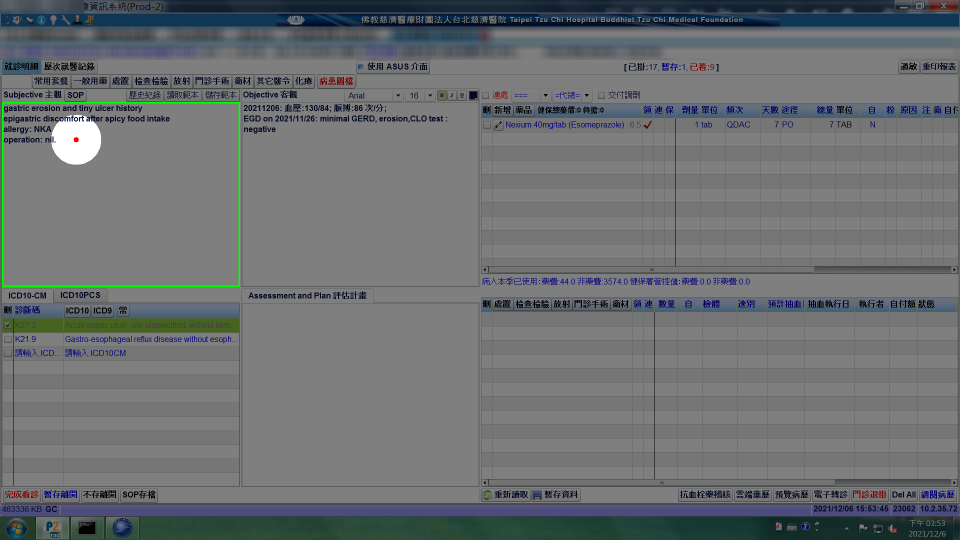 資訊系統(Prod-2)
佛教慈濟醫療財團法人台北慈濟醫院 Taipei Tzu Chi Hospital Buddhist Tzu Chi Medical Foundation
就診明細 歷次就醫記錄
使用 ASUS 介面
[已掛:17,暫存:1,已看:9]
過敏 重印報表
常用套餐 一般用藥 處置 檢查檢驗 放射 門診手術 衛材 其它醫令 化療 病患圖檔
Subjective 主觀 SOP 歷史紀錄 讀取範本 儲存範本
gastric erosion and tiny ulcer history
epigastric discomfort after spicy food intake
allergy: NKA
operation: nil.
Objective 客觀 Arial 16
20211206: 血壓:130/84; 脈搏:86 次/分;
EGD on 2021/11/26: minimal GERD, erosion,CLO test :
negative
連處 === =代碼= 交付調劑
刪 新增 藥品 健保總藥價:0 負擔:0 領 連 保 劑量 單位 頻次 天數 途徑 總量 單位 自 粉 原因 注 衛 自付
Nexium 40mg/tab (Esomeprazole) 6.5 1 tab QDAC 7 PO 7 TAB N
病人本季已使用:藥費:44.0 非藥費:3574.0 健保署管控值:藥費:0.0 非藥費:0.0
ICD10-CM ICD10PCS
刪 診斷碼 ICD10 ICD9 常
K27.3 Acute peptic ulcer, site unspecified, without hem...
K21.9 Gastro-esophageal reflux disease without esoph...
請輸入 ICD... 請輸入 ICD10CM
Assessment and Plan 評估計畫
刪 處置 檢查檢驗 放射 門診手術 衛材 領 連 數量 自 檢體 速別 預計抽血 抽血執行日 執行者 自付額 狀態
完成看診 暫存離開 不存離開 SOP存檔
重新讀取 暫存資料
抗血栓藥稽核 雲端藥歷 預覽病歷 電子轉診 門診退掛 Del All 調閱病歷
463336 KB GC
2021/12/06 15:53:45 23062 10.2.35.72
下午 03:53
2021/12/6